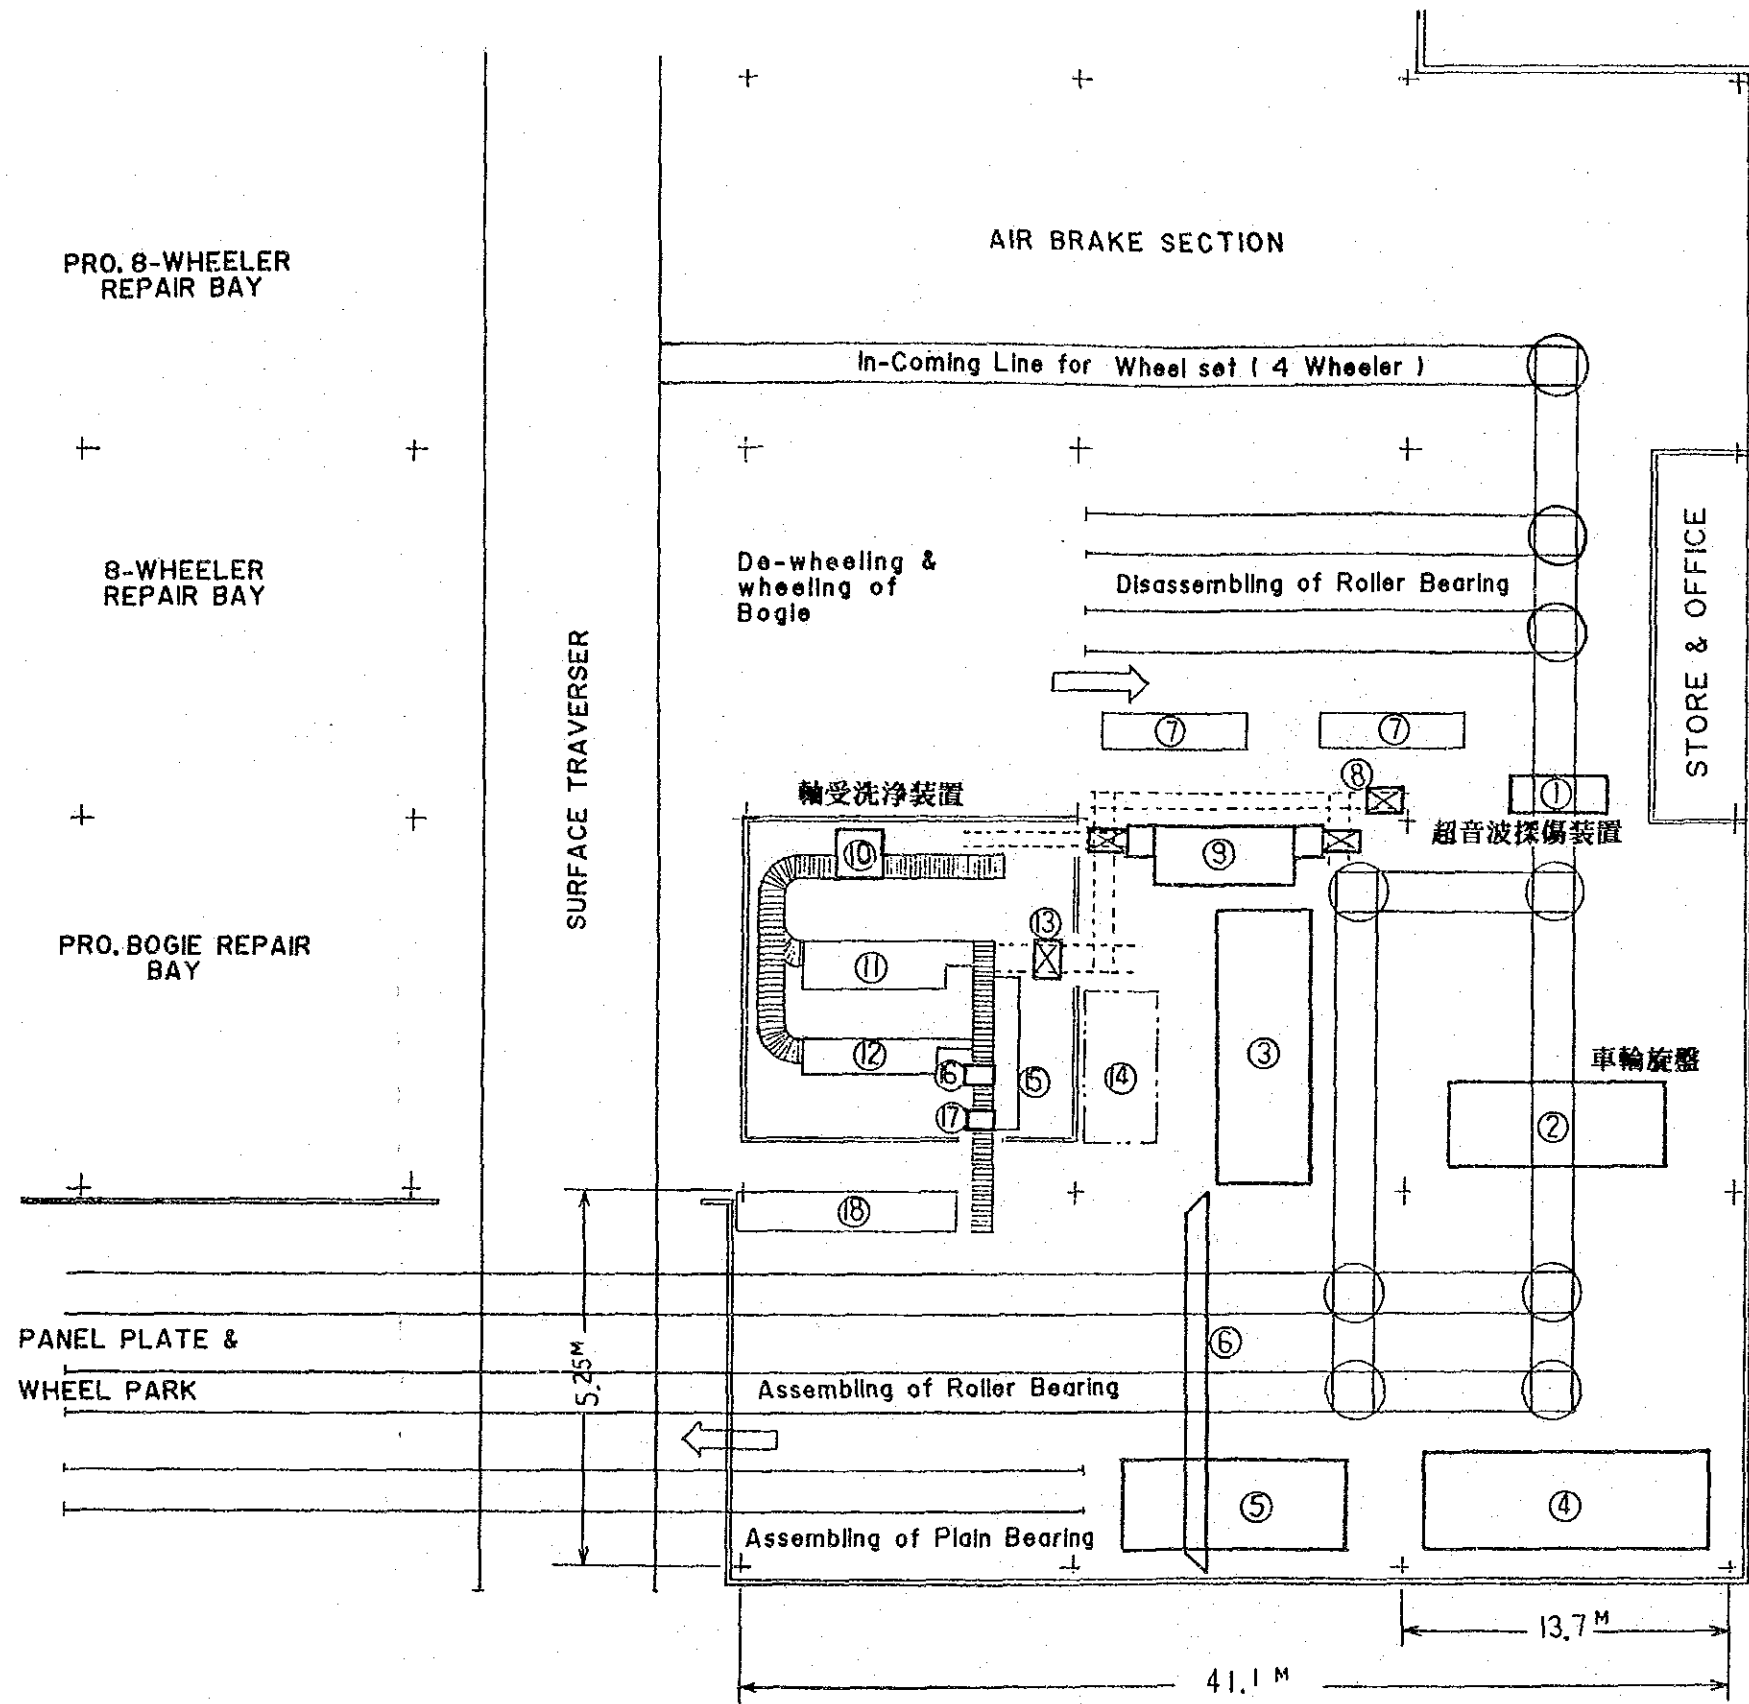 AIR BRAKE SECTION
PRO. 8-WHEELER
REPAIR BAY
In-Coming Line for Wheel set ( 4 Wheeler )
8-WHEELER
REPAIR BAY
De-wheeling &
wheeling of
Bogie
Disassembling of Roller Bearing
STORE & OFFICE
SURFACE TRAVERSER
⑦
⑦
⑧
①
軸受洗浄装置
超音波探傷装置
⑩
⑨
⑬
PRO. BOGIE REPAIR
BAY
⑪
⑫
⑯
⑮
⑭
③
車輪旋盤
⑰
②
⑱
PANEL PLATE &
WHEEL PARK
5.25M
⑥
Assembling of Roller Bearing
⑤
④
Assembling of Plain Bearing
13.7 M
41.1 M